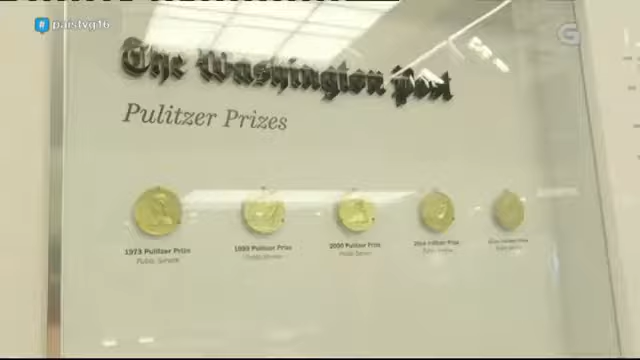 #paistvg16
G
The Washington Post
Pulitzer Prizes
1973 Pulitzer Prize
Public Service
1999 Pulitzer Prize
Public Service
2000 Pulitzer Prize
Public Service
Pulitzer Prize